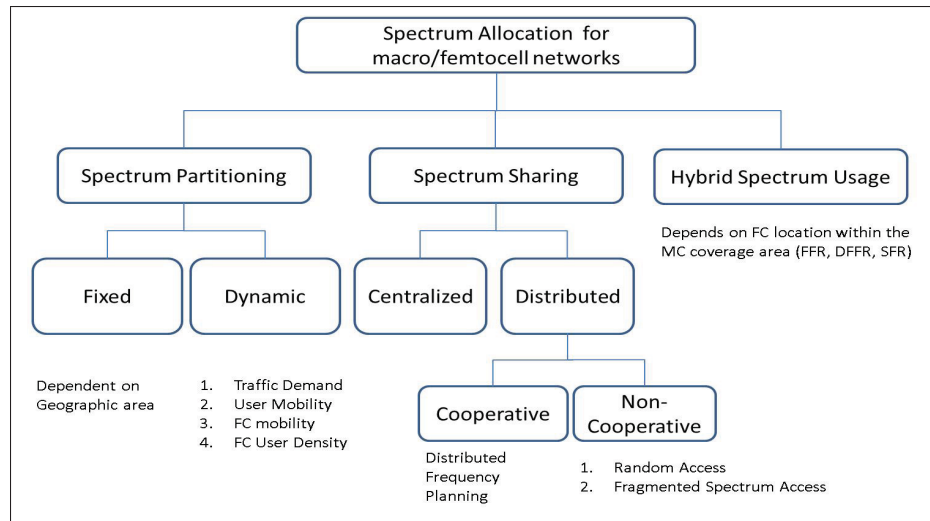 Spectrum Allocation for
macro/femtocell networks
Spectrum Partitioning
Spectrum Sharing
Hybrid Spectrum Usage
Depends on FC location within the
MC coverage area (FFR, DFFR, SFR)
Fixed
Dynamic
Centralized
Distributed
Dependent on
Geographic area
1. Traffic Demand
2. User Mobility
3. FC mobility
4. FC User Density
Cooperative
Non-
Cooperative
Distributed
Frequency
Planning
1. Random Access
2. Fragmented Spectrum Access